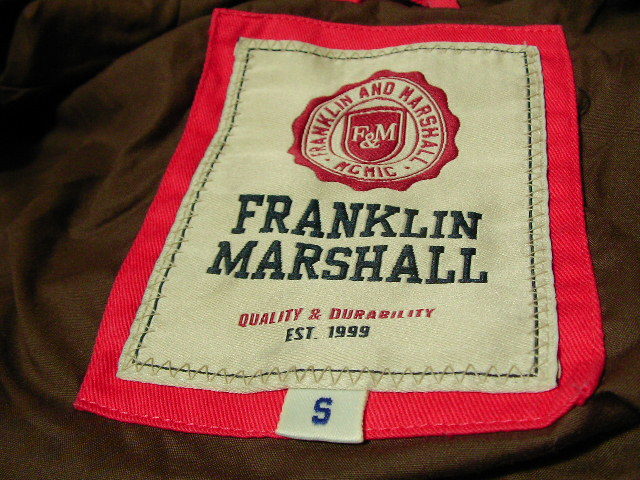 FRANKLIN AND MARSHALL
F&M
MCMIC
FRANKLIN
MARSHALL
QUALITY & DURABILITY
EST. 1999
S